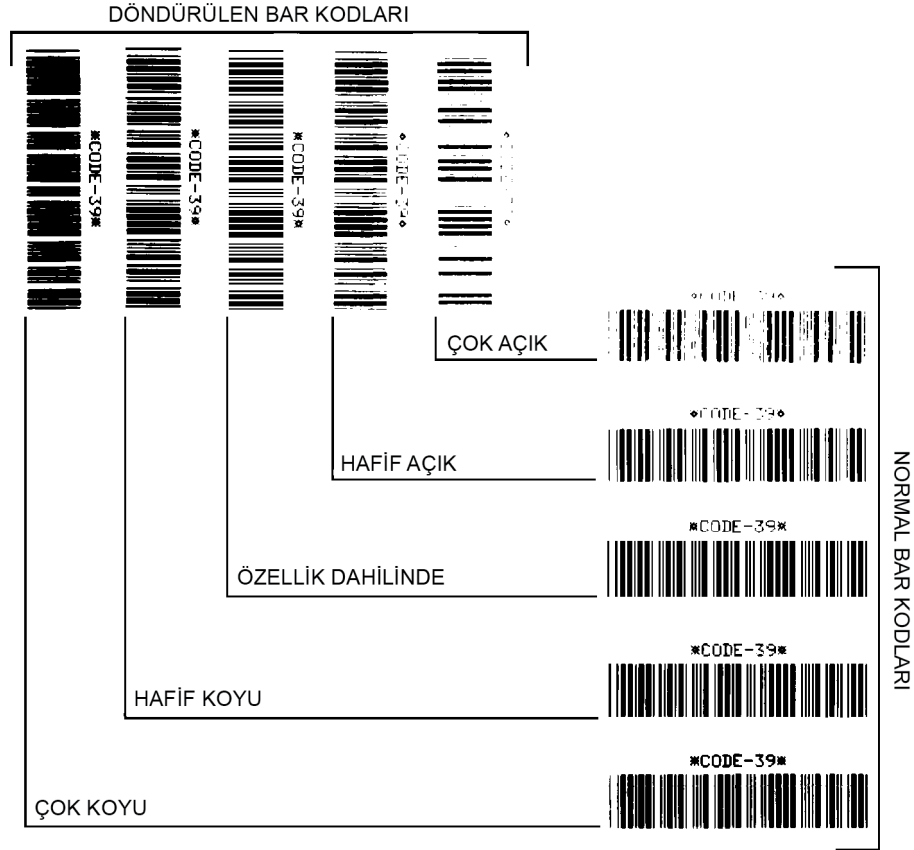 DÖNDÜRÜLEN BAR KODLARI
*CODE-39*
*CODE-39*
*CODE-39*
ÇOK AÇIK
HAFİF AÇIK
*CODE-39*
ÖZELLİK DAHİLİNDE
*CODE-39*
HAFİF KOYU
*CODE-39*
ÇOK KOYU
NORMAL BAR KODLARI